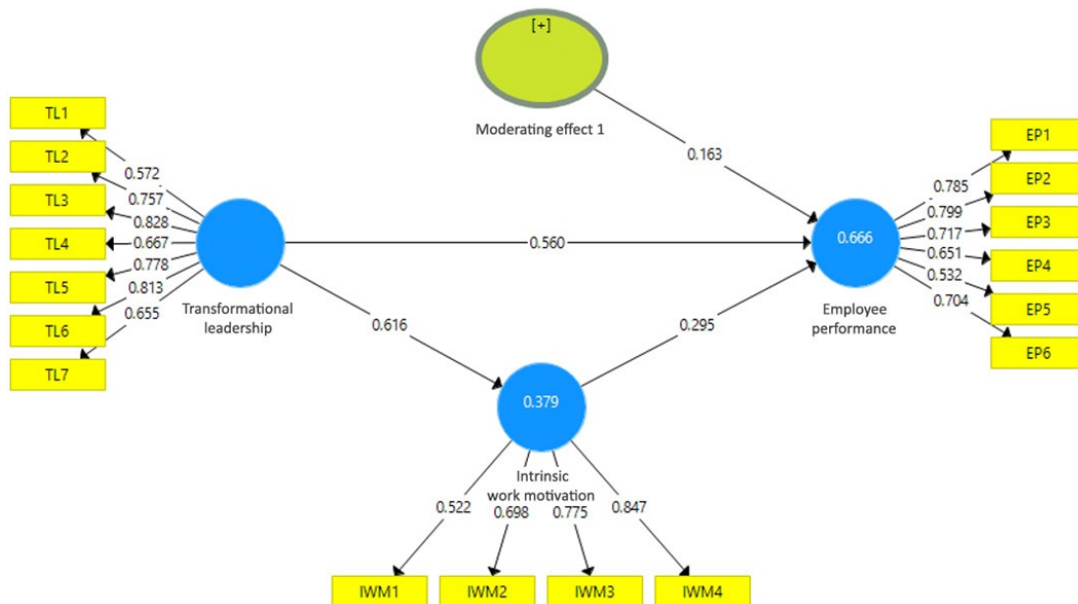 [+]
Moderating effect 1
0.163
TL1
TL2
TL3
TL4
TL5
TL6
TL7
0.572
0.757
0.828
0.667
0.778
0.813
0.655
Transformational
leadership
0.560
0.616
0.295
0.666
Employee
performance
EP1
EP2
EP3
EP4
EP5
EP6
0.785
0.799
0.717
0.651
0.532
0.704
0.379
Intrinsic
work motivation
0.522
0.698
0.775
0.847
IWM1
IWM2
IWM3
IWM4